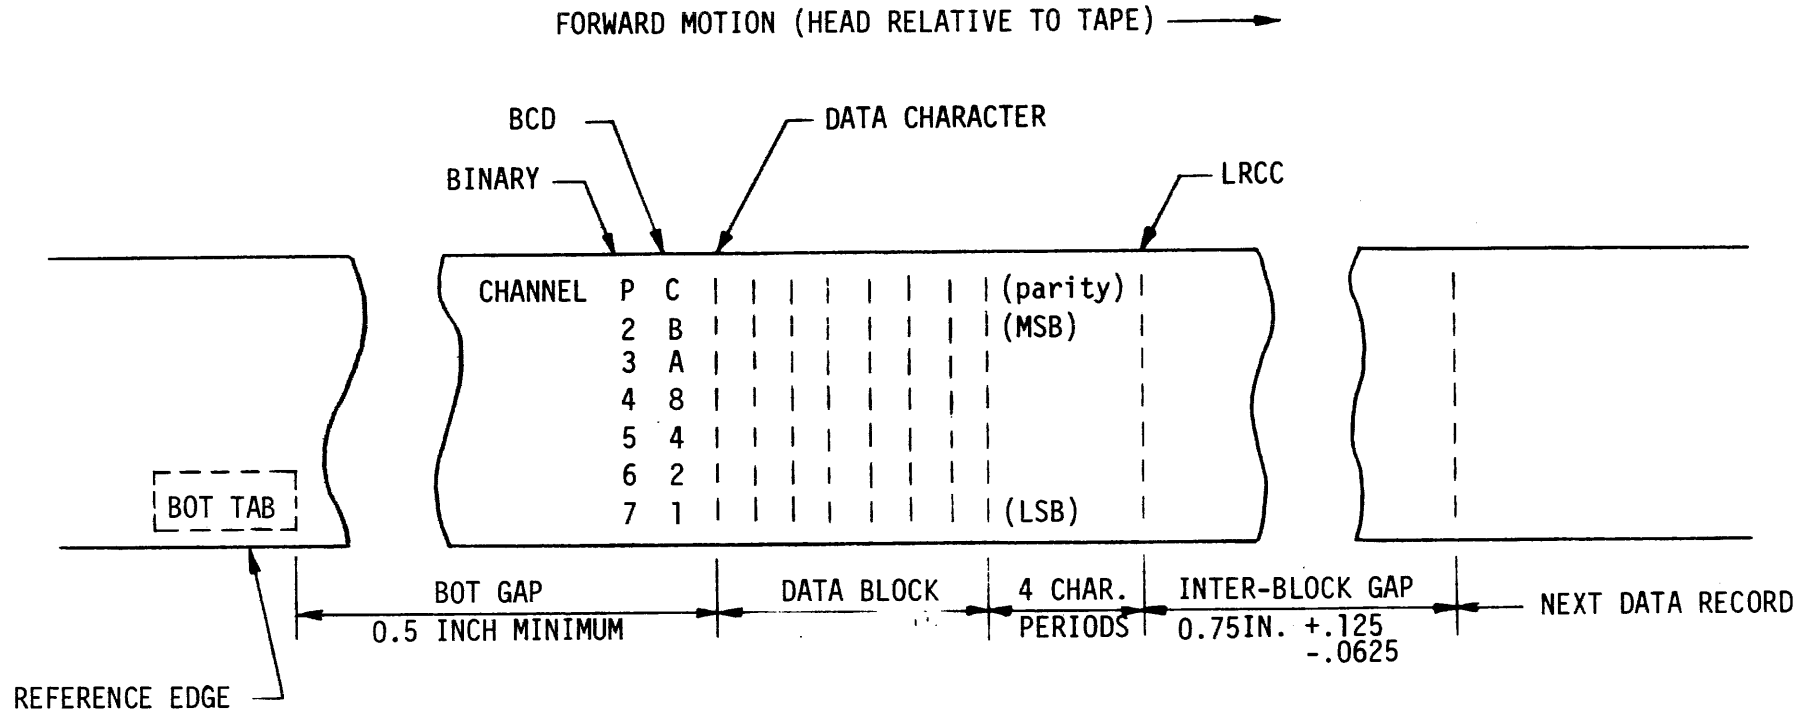 FORWARD MOTION (HEAD RELATIVE TO TAPE)
BCD
DATA CHARACTER
BINARY
LRCC
CHANNEL P C (parity)
2 B (MSB)
3 A
4 8
5 4
6 2
7 1 (LSB)
BOT TAB
BOT GAP
0.5 INCH MINIMUM
DATA BLOCK
4 CHAR.
PERIODS
INTER-BLOCK GAP
0.75IN. +.125
-.0625
NEXT DATA RECORD
REFERENCE EDGE